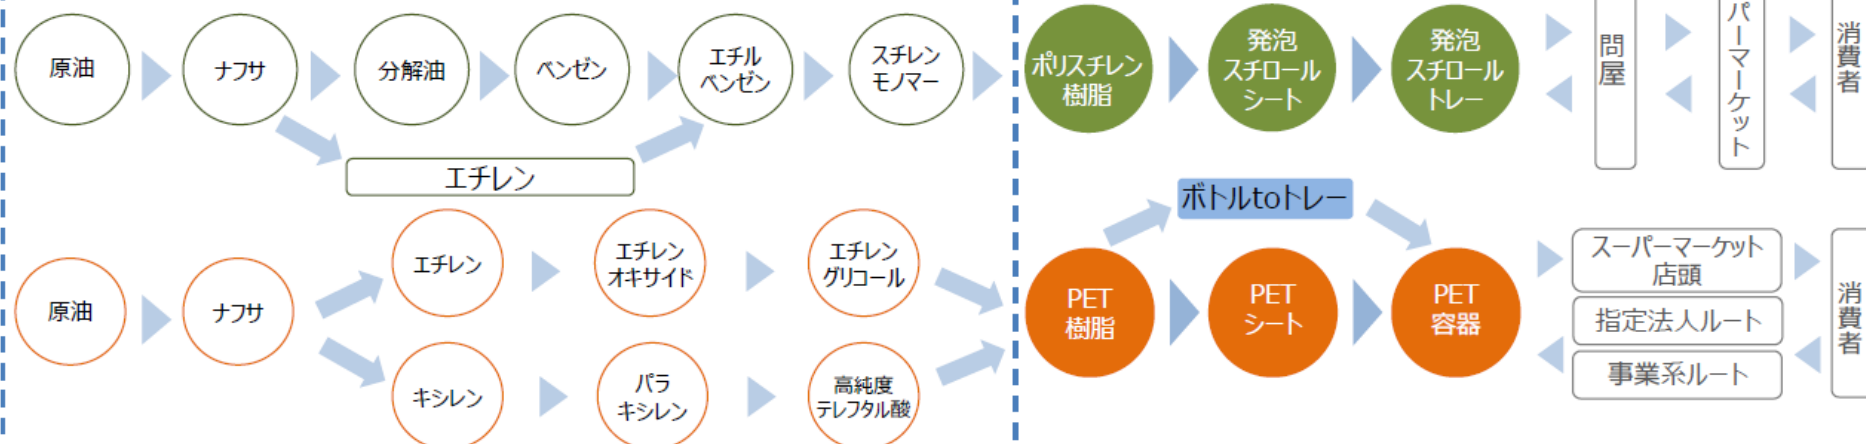 原油
ナフサ
分解油
ベンゼン
エチル
ベンゼン
スチレン
モノマー
ポリスチレン
樹脂
発泡
スチロール
シート
発泡
スチロール
トレー
問屋
パーマーケット
消費者
エチレン
ボトルtoトレー
原油
ナフサ
エチレン
エチレン
オキサイド
エチレン
グリコール
キシレン
パラ
キシレン
高純度
テレフタル酸
PET
樹脂
PET
シート
PET
容器
スーパーマーケット
店頭
指定法人ルート
事業系ルート
消費者